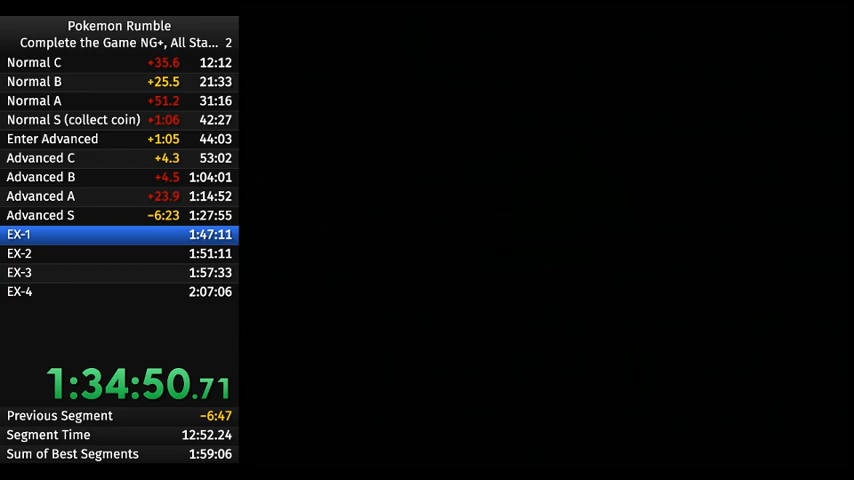 Pokemon Rumble
Complete the Game NG+, All Sta... 2
Normal C +35.6 12:12
Normal B +25.5 21:33
Normal A +51.2 31:16
Normal S (collect coin) +1:06 42:27
Enter Advanced +1:05 44:03
Advanced C +4.3 53:02
Advanced B +4.5 1:04:01
Advanced A +23.9 1:14:52
Advanced S −6:23 1:27:55
EX-1 1:47:11
EX-2 1:51:11
EX-3 1:57:33
EX-4 2:07:06
1:34:50.71
Previous Segment −6:47
Segment Time 12:52.24
Sum of Best Segments 1:59:06